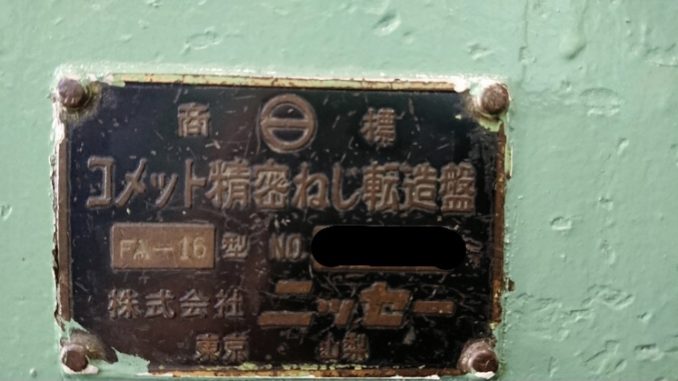 商 標
コメット精密ねじ転造盤
FA-16 型 NO.
株式会社 ニッセー
東京 山梨